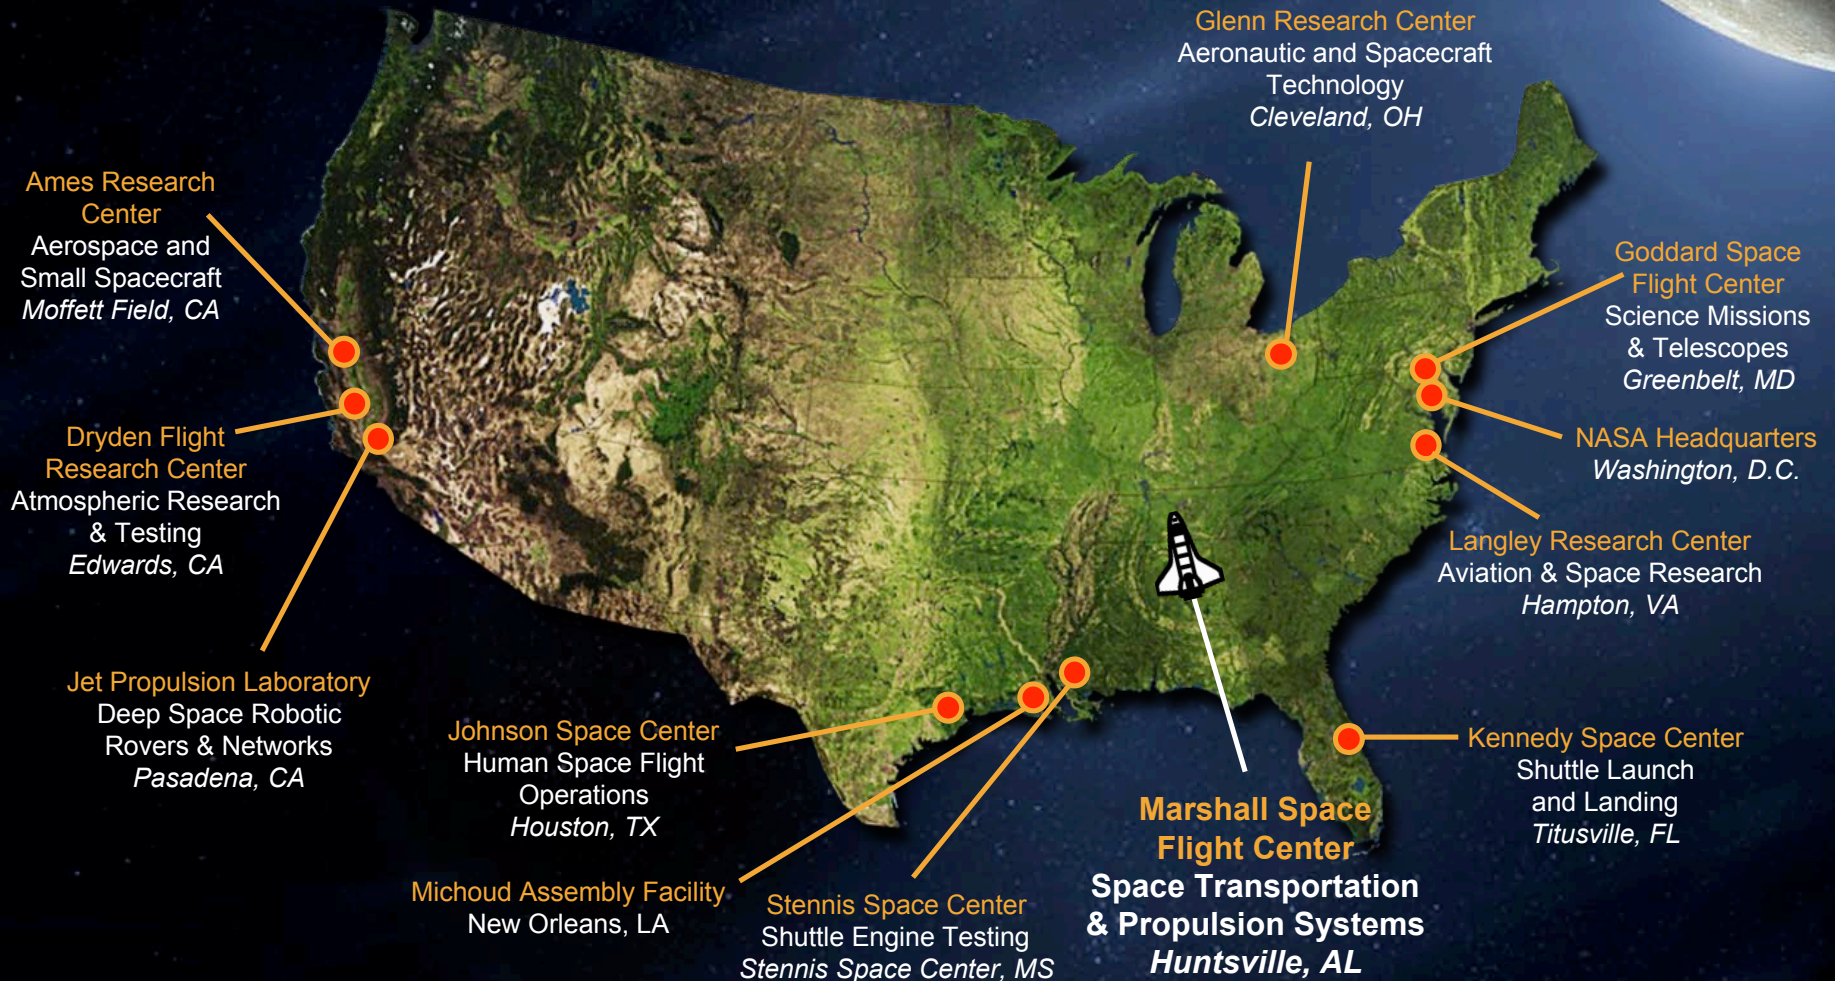 Glenn Research Center
Aeronautic and Spacecraft
Technology
Cleveland, OH
Ames Research
Center
Aerospace and
Small Spacecraft
Moffett Field, CA
Goddard Space
Flight Center
Science Missions
& Telescopes
Greenbelt, MD
Dryden Flight
Research Center
Atmospheric Research
& Testing
Edwards, CA
NASA Headquarters
Washington, D.C.
Langley Research Center
Aviation & Space Research
Hampton, VA
Jet Propulsion Laboratory
Deep Space Robotic
Rovers & Networks
Pasadena, CA
Johnson Space Center
Human Space Flight
Operations
Houston, TX
Kennedy Space Center
Shuttle Launch
and Landing
Titusville, FL
Michoud Assembly Facility
New Orleans, LA
Stennis Space Center
Shuttle Engine Testing
Stennis Space Center, MS
Marshall Space
Flight Center
Space Transportation
& Propulsion Systems
Huntsville, AL